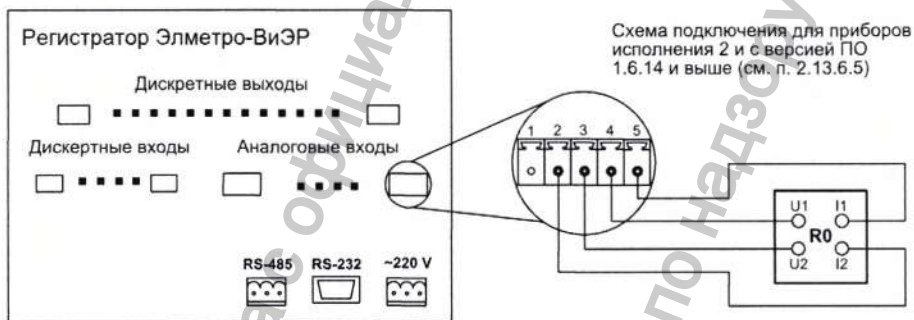 Регистратор Элметро-ВиЭР
Схема подключения для приборов
исполнения 2 и с версией ПО
1.6.14 и выше (см. п. 2.13.6.5)
Дискретные выходы
Дискертные входы
Аналоговые входы
1 2 3 4 5
U1 I1
R0
U2 I2
RS-485 RS-232 ~220 V